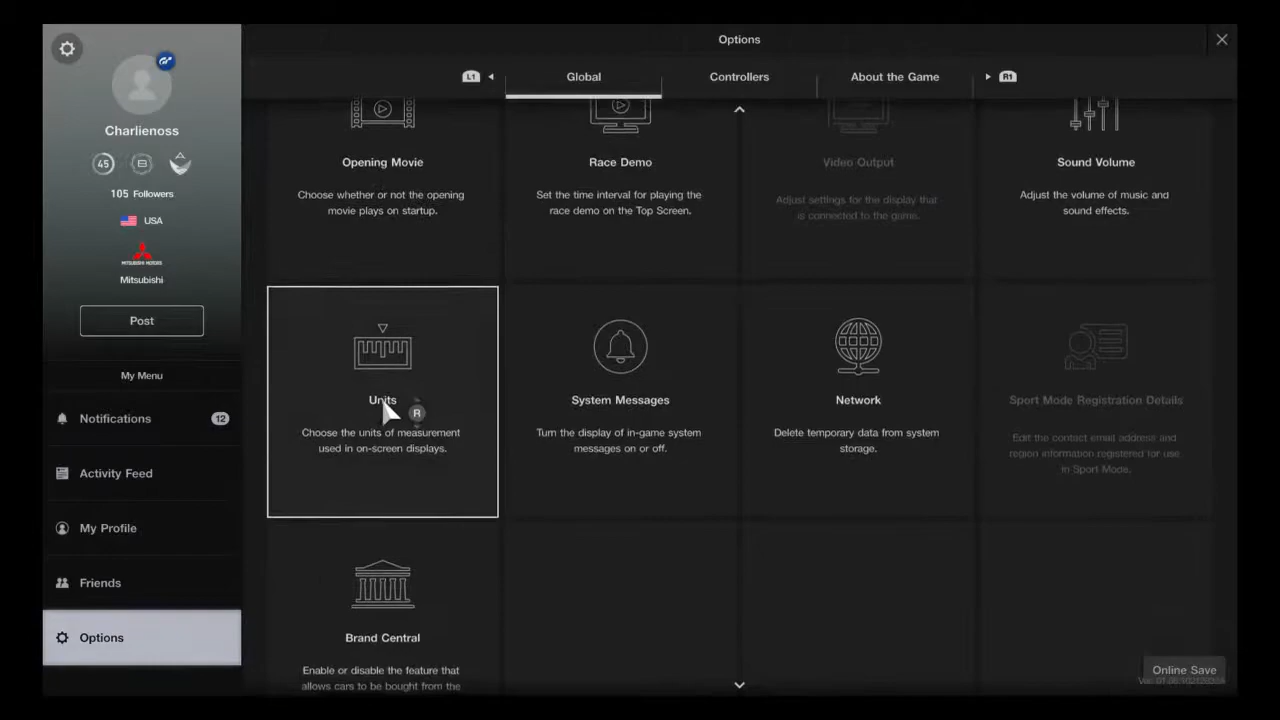 Options
L1
Global
Controllers
About the Game
R1
Charlienoss
45
105 Followers
USA
MITSUBISHI MOTORS
Mitsubishi
Post
My Menu
Notifications
12
Activity Feed
My Profile
Friends
Options
Opening Movie
Choose whether or not the opening
movie plays on startup.
Race Demo
Set the time interval for playing the
race demo on the Top Screen.
Video Output
Adjust settings for the display that
is connected to the game.
Sound Volume
Adjust the volume of music and
sound effects.
Units
R
Choose the units of measurement
used in on-screen displays.
System Messages
Turn the display of in-game system
messages on or off.
Network
Delete temporary data from system
storage.
Sport Mode Registration Details
Edit the contact email address and
region information registered for use
in Sport Mode.
Brand Central
Enable or disable the feature that
allows cars to be bought from the
Online Save